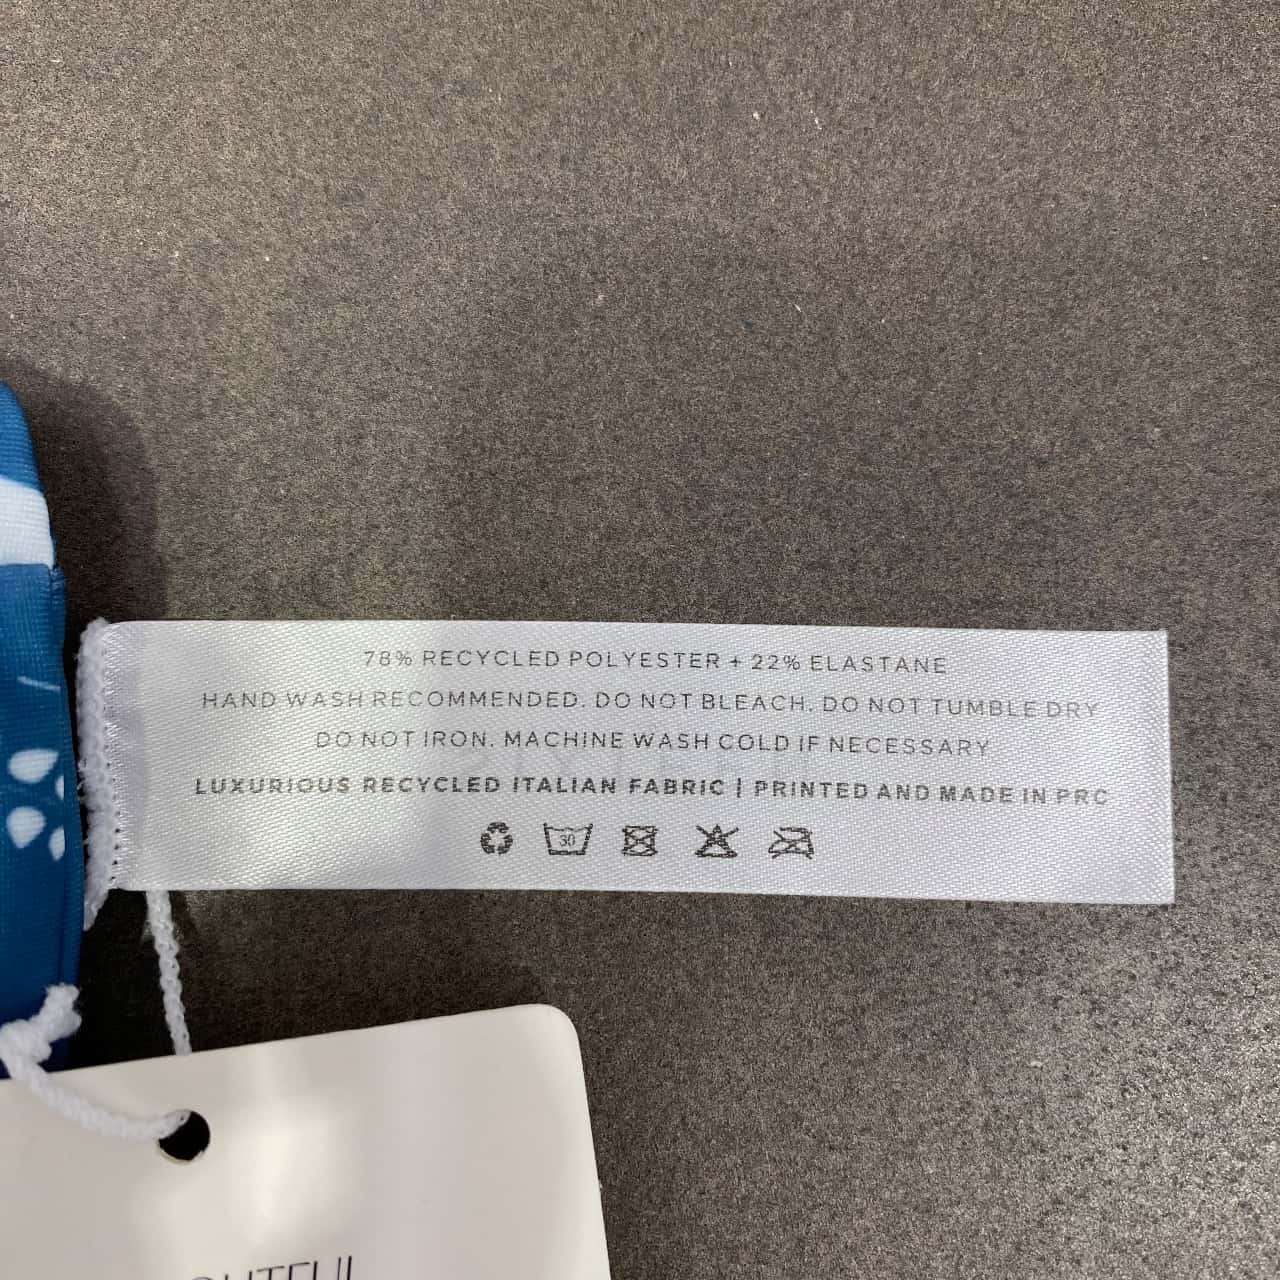 78% RECYCLED POLYESTER + 22% ELASTANE
HAND WASH RECOMMENDED. DO NOT BLEACH. DO NOT TUMBLE DRY
DO NOT IRON. MACHINE WASH COLD IF NECESSARY
LUXURIOUS RECYCLED ITALIAN FABRIC | PRINTED AND MADE IN PRC
30